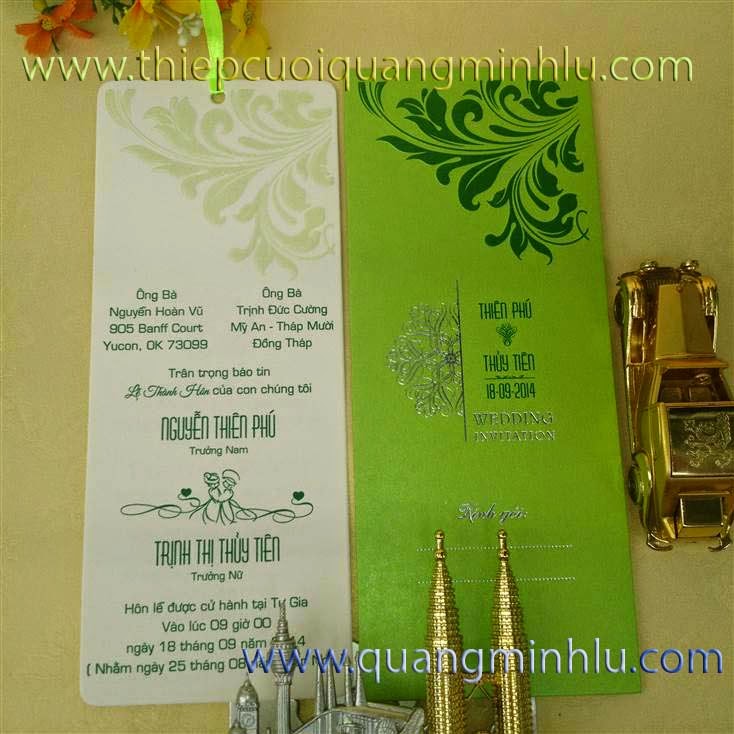 www.thiepcuoiquangminhlu.com
Ông Bà
Nguyễn Hoàn Vũ
905 Banff Court
Yucon, OK 73099
Ông Bà
Trịnh Đức Cường
Mỹ An - Tháp Mười
Đồng Tháp
Trân trọng báo tin
Lễ Thành Hôn của con chúng tôi
NGUYỄN THIÊN PHÚ
Trưởng Nam
TRỊNH THỊ THỦY TIÊN
Trưởng Nữ
Hôn lễ được cử hành tại Tư Gia
Vào lúc 09 giờ 00
ngày 18 tháng 09 năm
( Nhằm ngày 25 tháng 08
THIÊN PHÚ
THỦY TIÊN
18-09-2014
WEDDING
INVITATION
Kính gởi:
www.quangminhlu.com